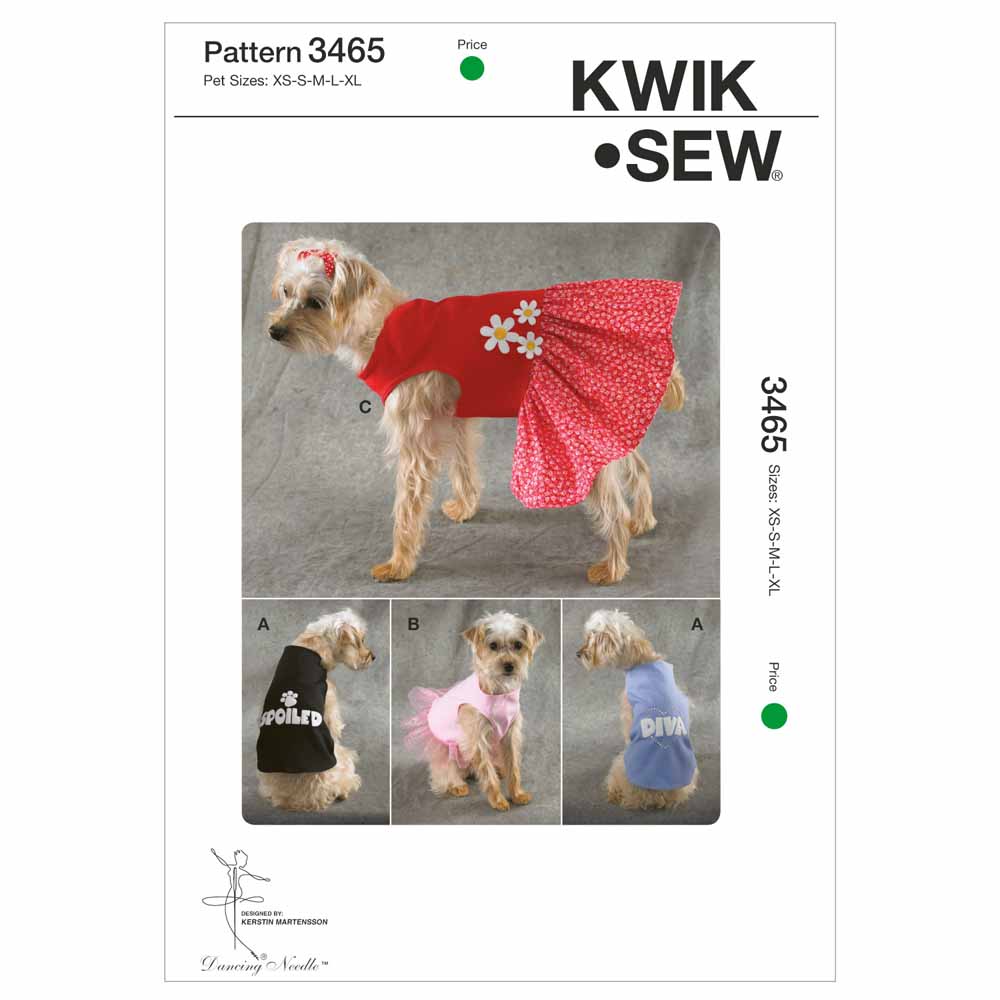 Pattern 3465
Pet Sizes: XS-S-M-L-XL
Price
KWIK
•SEW®
C
A
SPOILED
B
A
DIVA
3465 Sizes: XS-S-M-L-XL Price
DESIGNED BY:
KERSTIN MARTENSSON
Dancing Needle™
®